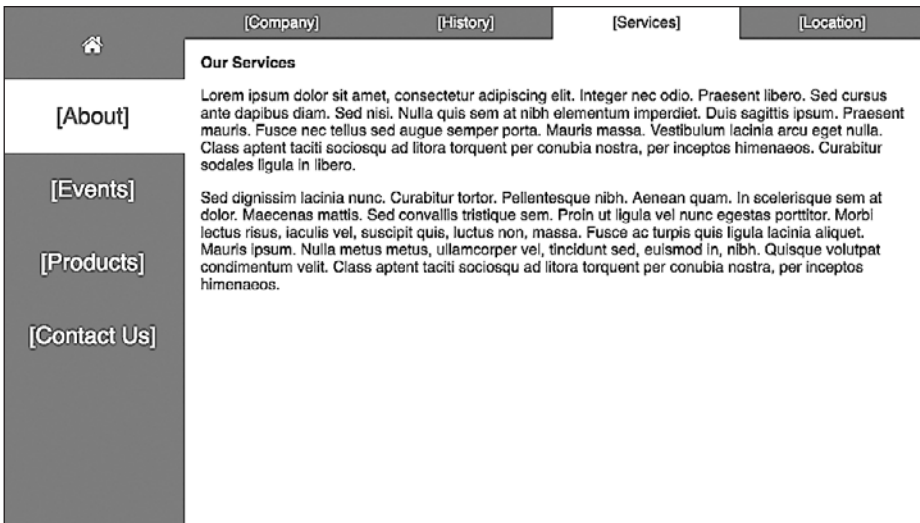 [Company] [History] [Services] [Location]
[About]
[Events]
[Products]
[Contact Us]
Our Services
Lorem ipsum dolor sit amet, consectetur adipiscing elit. Integer nec odio. Praesent libero. Sed cursus
ante dapibus diam. Sed nisi. Nulla quis sem at nibh elementum imperdiet. Duis sagittis ipsum. Praesent
mauris. Fusce nec tellus sed augue semper porta. Mauris massa. Vestibulum lacinia arcu eget nulla.
Class aptent taciti sociosqu ad litora torquent per conubia nostra, per inceptos himenaeos. Curabitur
sodales ligula in libero.
Sed dignissim lacinia nunc. Curabitur tortor. Pellentesque nibh. Aenean quam. In scelerisque sem at
dolor. Maecenas mattis. Sed convallis tristique sem. Proin ut ligula vel nunc egestas porttitor. Morbi
lectus risus, iaculis vel, suscipit quis, luctus non, massa. Fusce ac turpis quis ligula lacinia aliquet.
Mauris ipsum. Nulla metus metus, ullamcorper vel, tincidunt sed, euismod in, nibh. Quisque volutpat
condimentum velit. Class aptent taciti sociosqu ad litora torquent per conubia nostra, per inceptos
himenaeos.